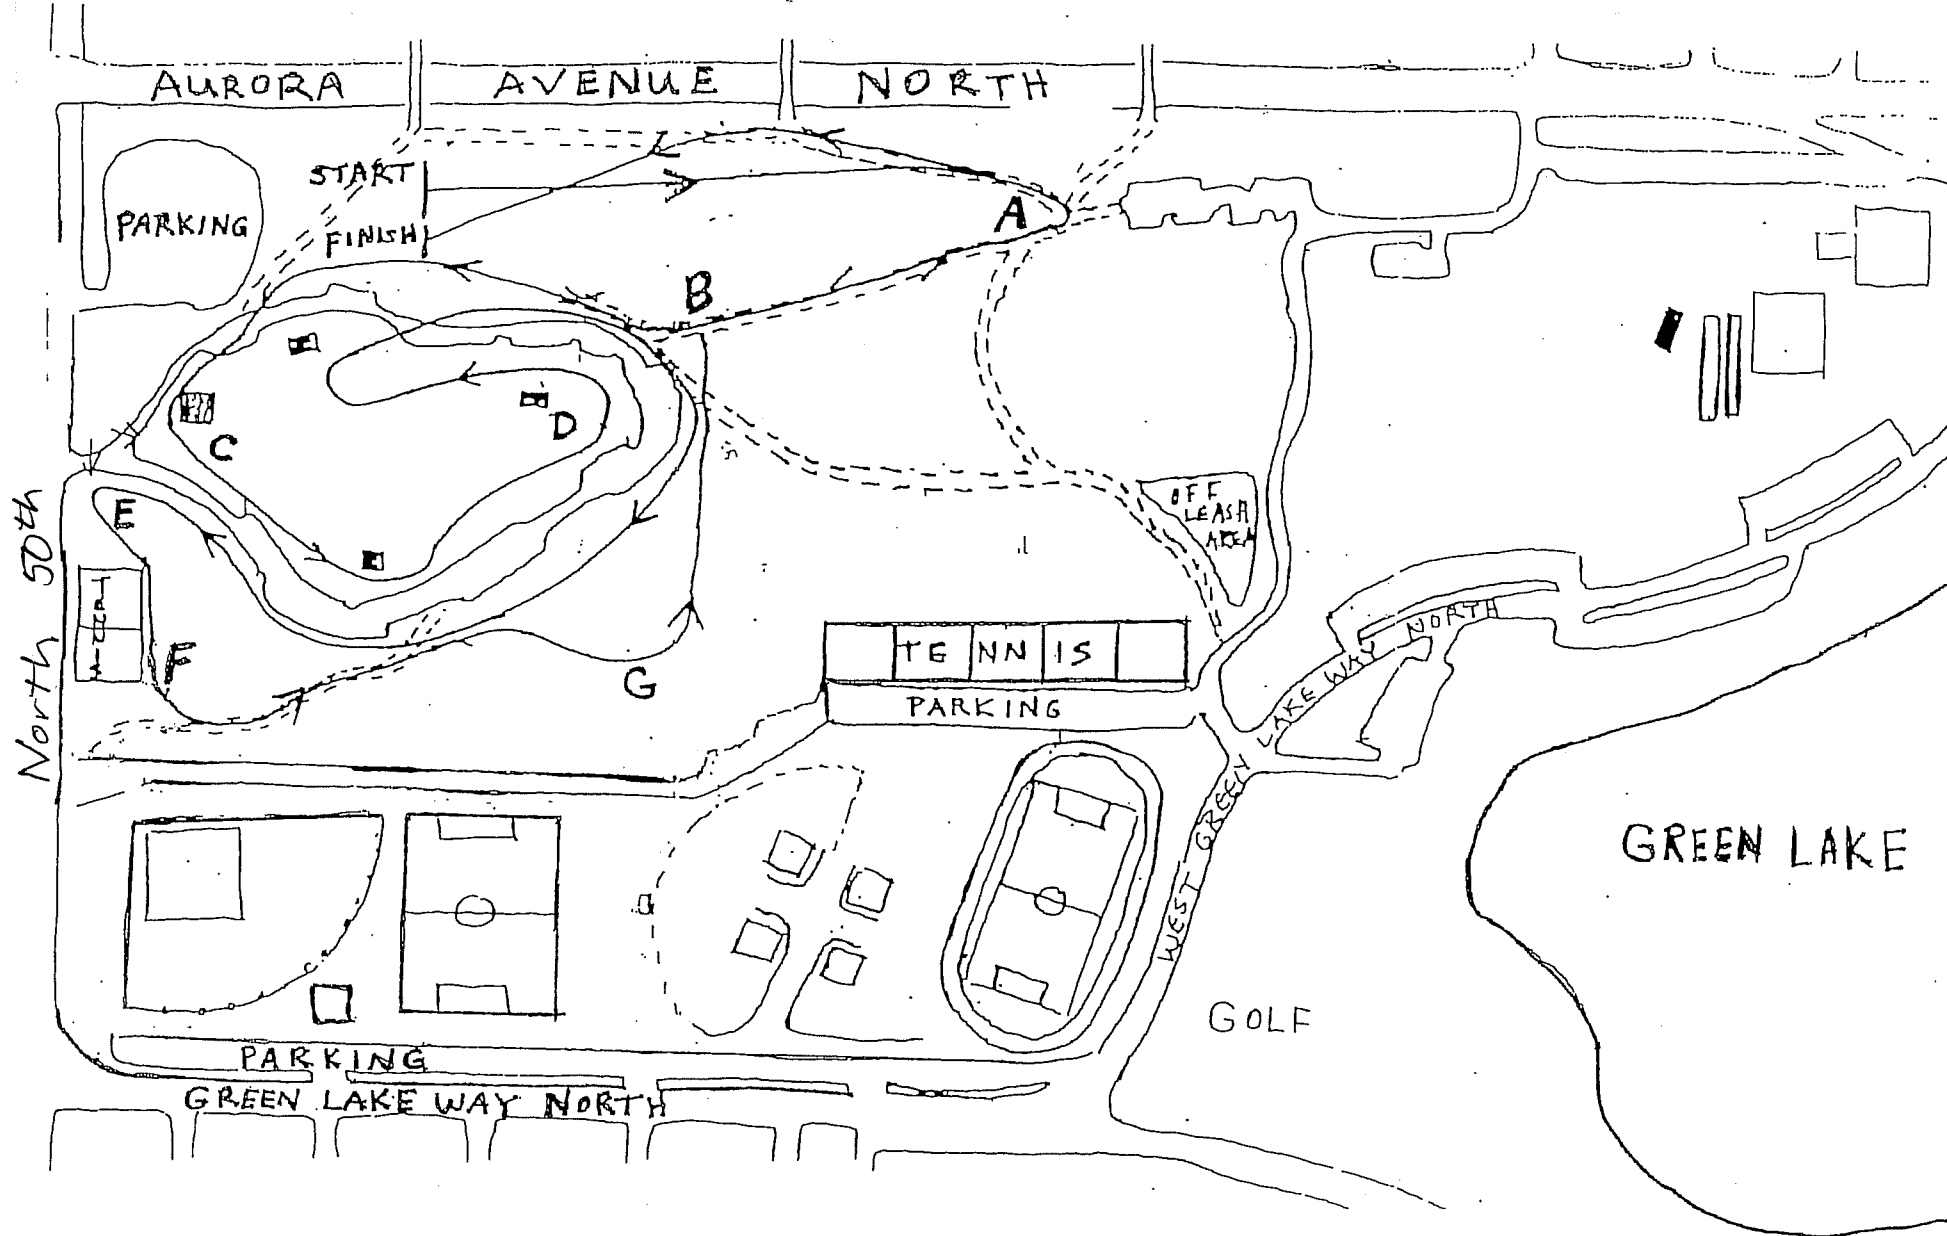 AURORA AVENUE NORTH
START
PARKING
FINISH
A
B
C
D
E
OFF
LEASH
AREA
North 50th
F
G
TENNIS
PARKING
WEST GREEN LAKE WAY NORTH
GREEN LAKE
GOLF
PARKING
GREEN LAKE WAY NORTH